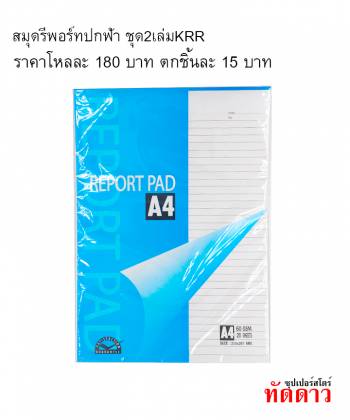 สมุดรีพอร์ทปกฟ้า ชุด2เล่มKRR
ราคาโหลละ 180 บาท ตกชิ้นละ 15 บาท
REPORT PAD
REPORT PAD
A4
A4
60 GSM.
ซุปเปอร์สโตร์
ทัดดาว